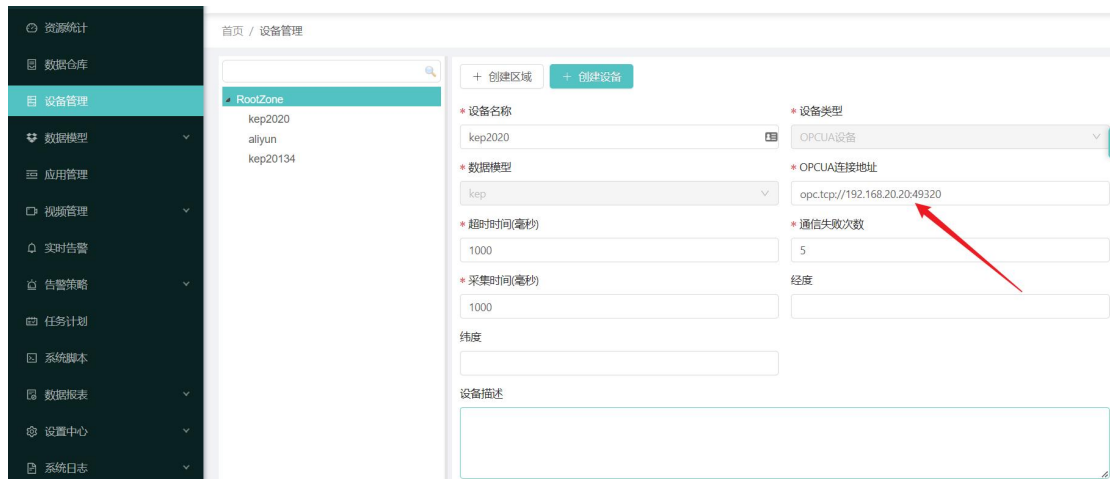 资源统计
数据仓库
设备管理
数据模型
应用管理
视频管理
实时告警
告警策略
任务计划
系统脚本
数据报表
设置中心
系统日志
首页 / 设备管理
RootZone
kep2020
aliyun
kep20134
+ 创建区域 + 创建设备
* 设备名称 * 设备类型
kep2020 OPCUA设备
* 数据模型 * OPCUA连接地址
kep opc.tcp://192.168.20.20:49320
* 超时时间(毫秒) * 通信失败次数
1000 5
* 采集时间(毫秒) 经度
1000
纬度
设备描述